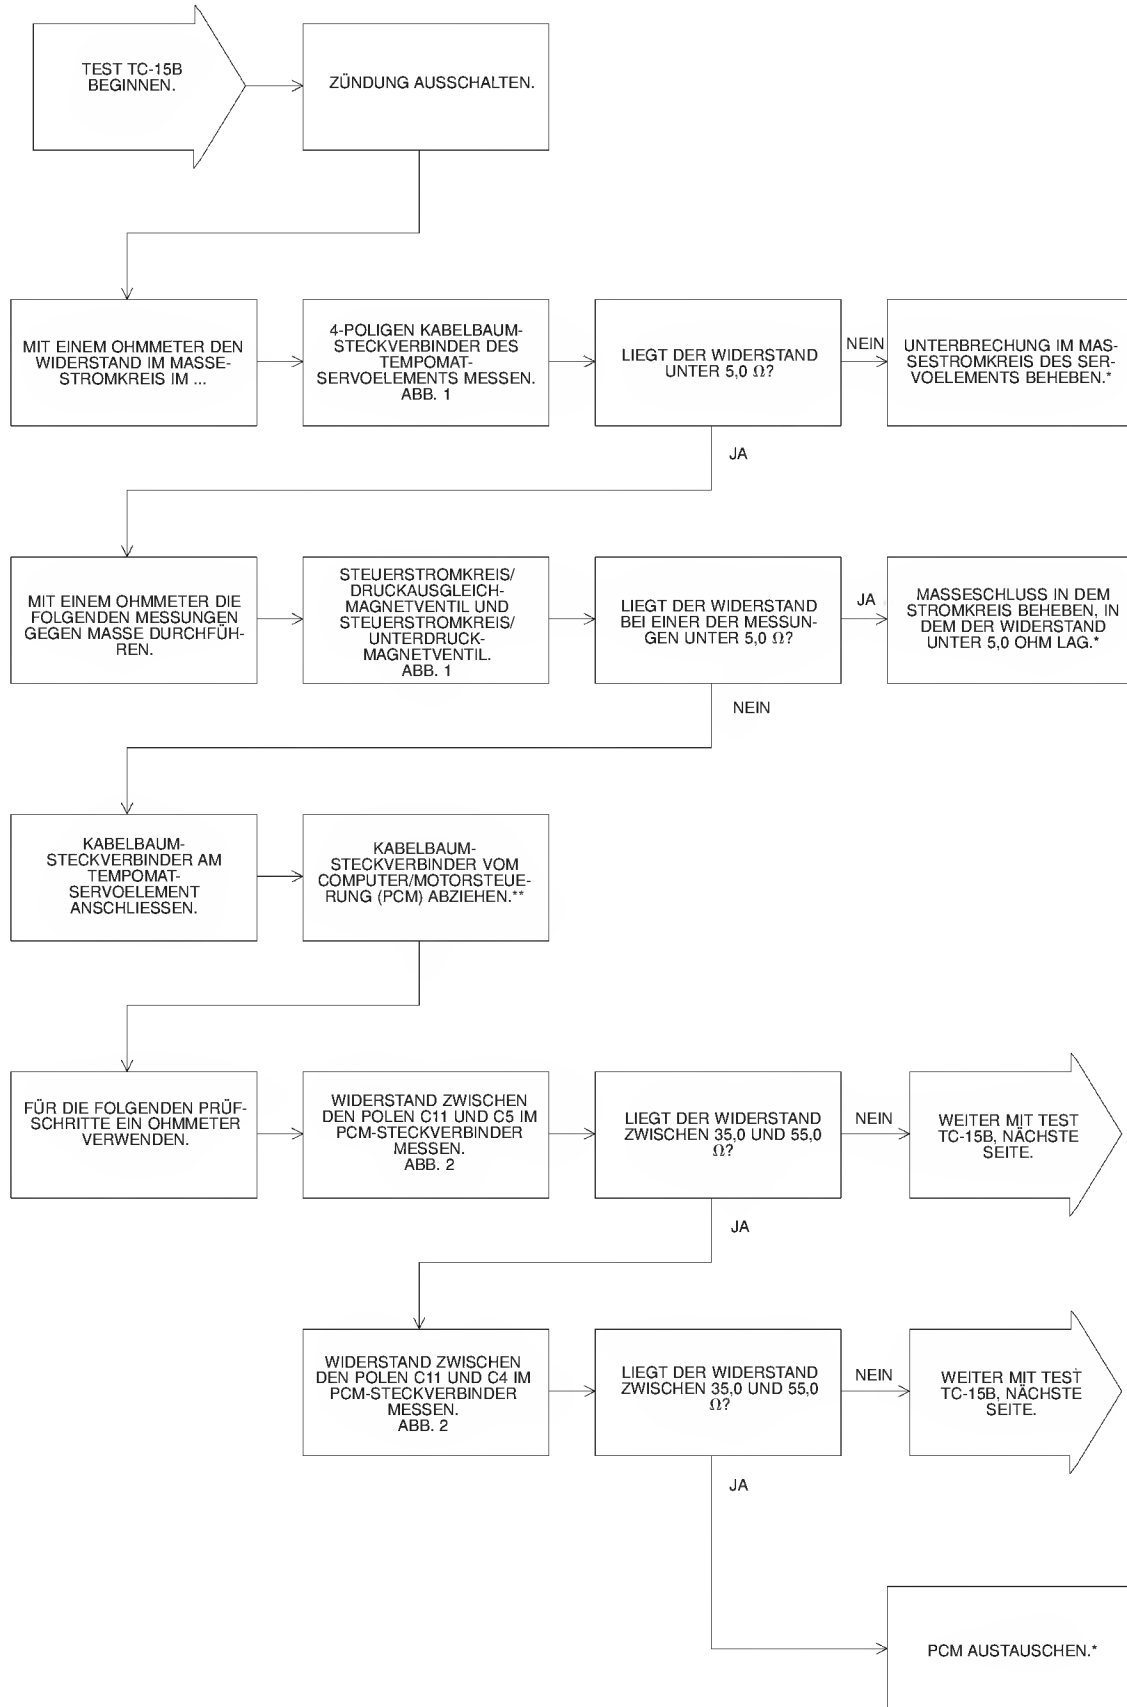 TEST TC-15B
BEGINNEN.
ZÜNDUNG AUSSCHALTEN.
MIT EINEM OHMMETER DEN
WIDERSTAND IM MASSE-
STROMKREIS IM ...
4-POLIGEN KABELBAUM-
STECKVERBINDER DES
TEMPOMAT-
SERVOELEMENTS MESSEN.
ABB. 1
LIEGT DER WIDERSTAND
UNTER 5,0 Ω?
NEIN
UNTERBRECHUNG IM MAS-
SESTROMKREIS DES SER-
VOELEMENTS BEHEBEN.*
JA
MIT EINEM OHMMETER DIE
FOLGENDEN MESSUNGEN
GEGEN MASSE DURCHFÜH-
REN.
STEUERSTROMKREIS/
DRUCKAUSGLEICH-
MAGNETVENTIL UND
STEUERSTROMKREIS/
UNTERDRUCK-
MAGNETVENTIL.
ABB. 1
LIEGT DER WIDERSTAND
BEI EINER DER MESSUN-
GEN UNTER 5,0 Ω?
JA
MASSESCHLUSS IN DEM
STROMKREIS BEHEBEN, IN
DEM DER WIDERSTAND
UNTER 5,0 OHM LAG.*
NEIN
KABELBAUM-
STECKVERBINDER AM
TEMPOMAT-
SERVOELEMENT
ANSCHLIESSEN.
KABELBAUM-
STECKVERBINDER VOM
COMPUTER/MOTORSTEUE-
RUNG (PCM) ABZIEHEN.**
FÜR DIE FOLGENDEN PRÜF-
SCHRITTE EIN OHMMETER
VERWENDEN.
WIDERSTAND ZWISCHEN
DEN POLEN C11 UND C5 IM
PCM-STECKVERBINDER
MESSEN.
ABB. 2
LIEGT DER WIDERSTAND
ZWISCHEN 35,0 UND 55,0
Ω?
NEIN
WEITER MIT TEST
TC-15B, NÄCHSTE
SEITE.
JA
WIDERSTAND ZWISCHEN
DEN POLEN C11 UND C4 IM
PCM-STECKVERBINDER
MESSEN.
ABB. 2
LIEGT DER WIDERSTAND
ZWISCHEN 35,0 UND 55,0
Ω?
NEIN
WEITER MIT TEST
TC-15B, NÄCHSTE
SEITE.
JA
PCM AUSTAUSCHEN.*